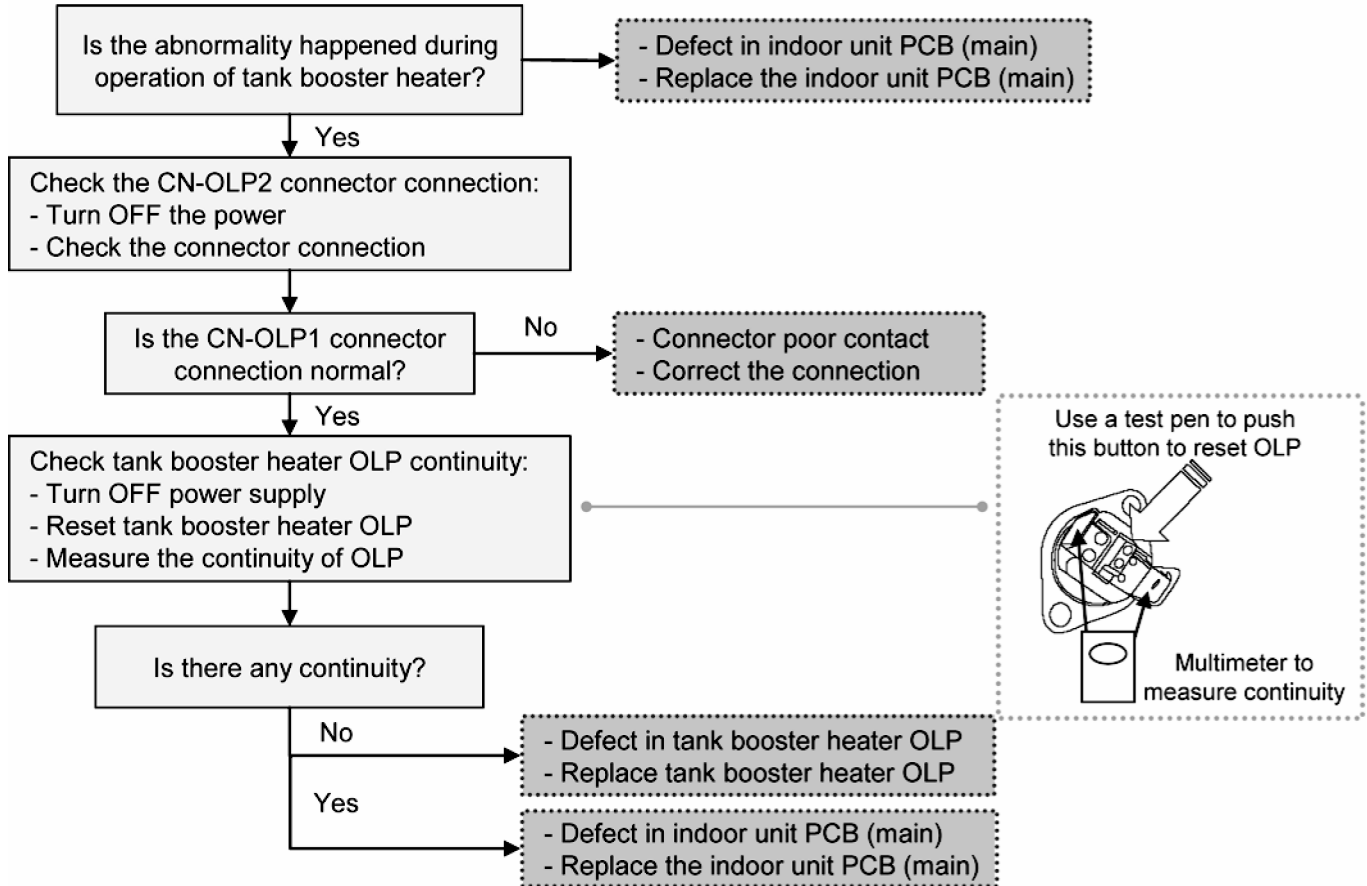 Is the abnormality happened during
operation of tank booster heater?
- Defect in indoor unit PCB (main)
- Replace the indoor unit PCB (main)
Yes
Check the CN-OLP2 connector connection:
- Turn OFF the power
- Check the connector connection
Is the CN-OLP1 connector
connection normal?
No
- Connector poor contact
- Correct the connection
Yes
Check tank booster heater OLP continuity:
- Turn OFF power supply
- Reset tank booster heater OLP
- Measure the continuity of OLP
Use a test pen to push
this button to reset OLP
Multimeter to
measure continuity
Is there any continuity?
No
- Defect in tank booster heater OLP
- Replace tank booster heater OLP
Yes
- Defect in indoor unit PCB (main)
- Replace the indoor unit PCB (main)